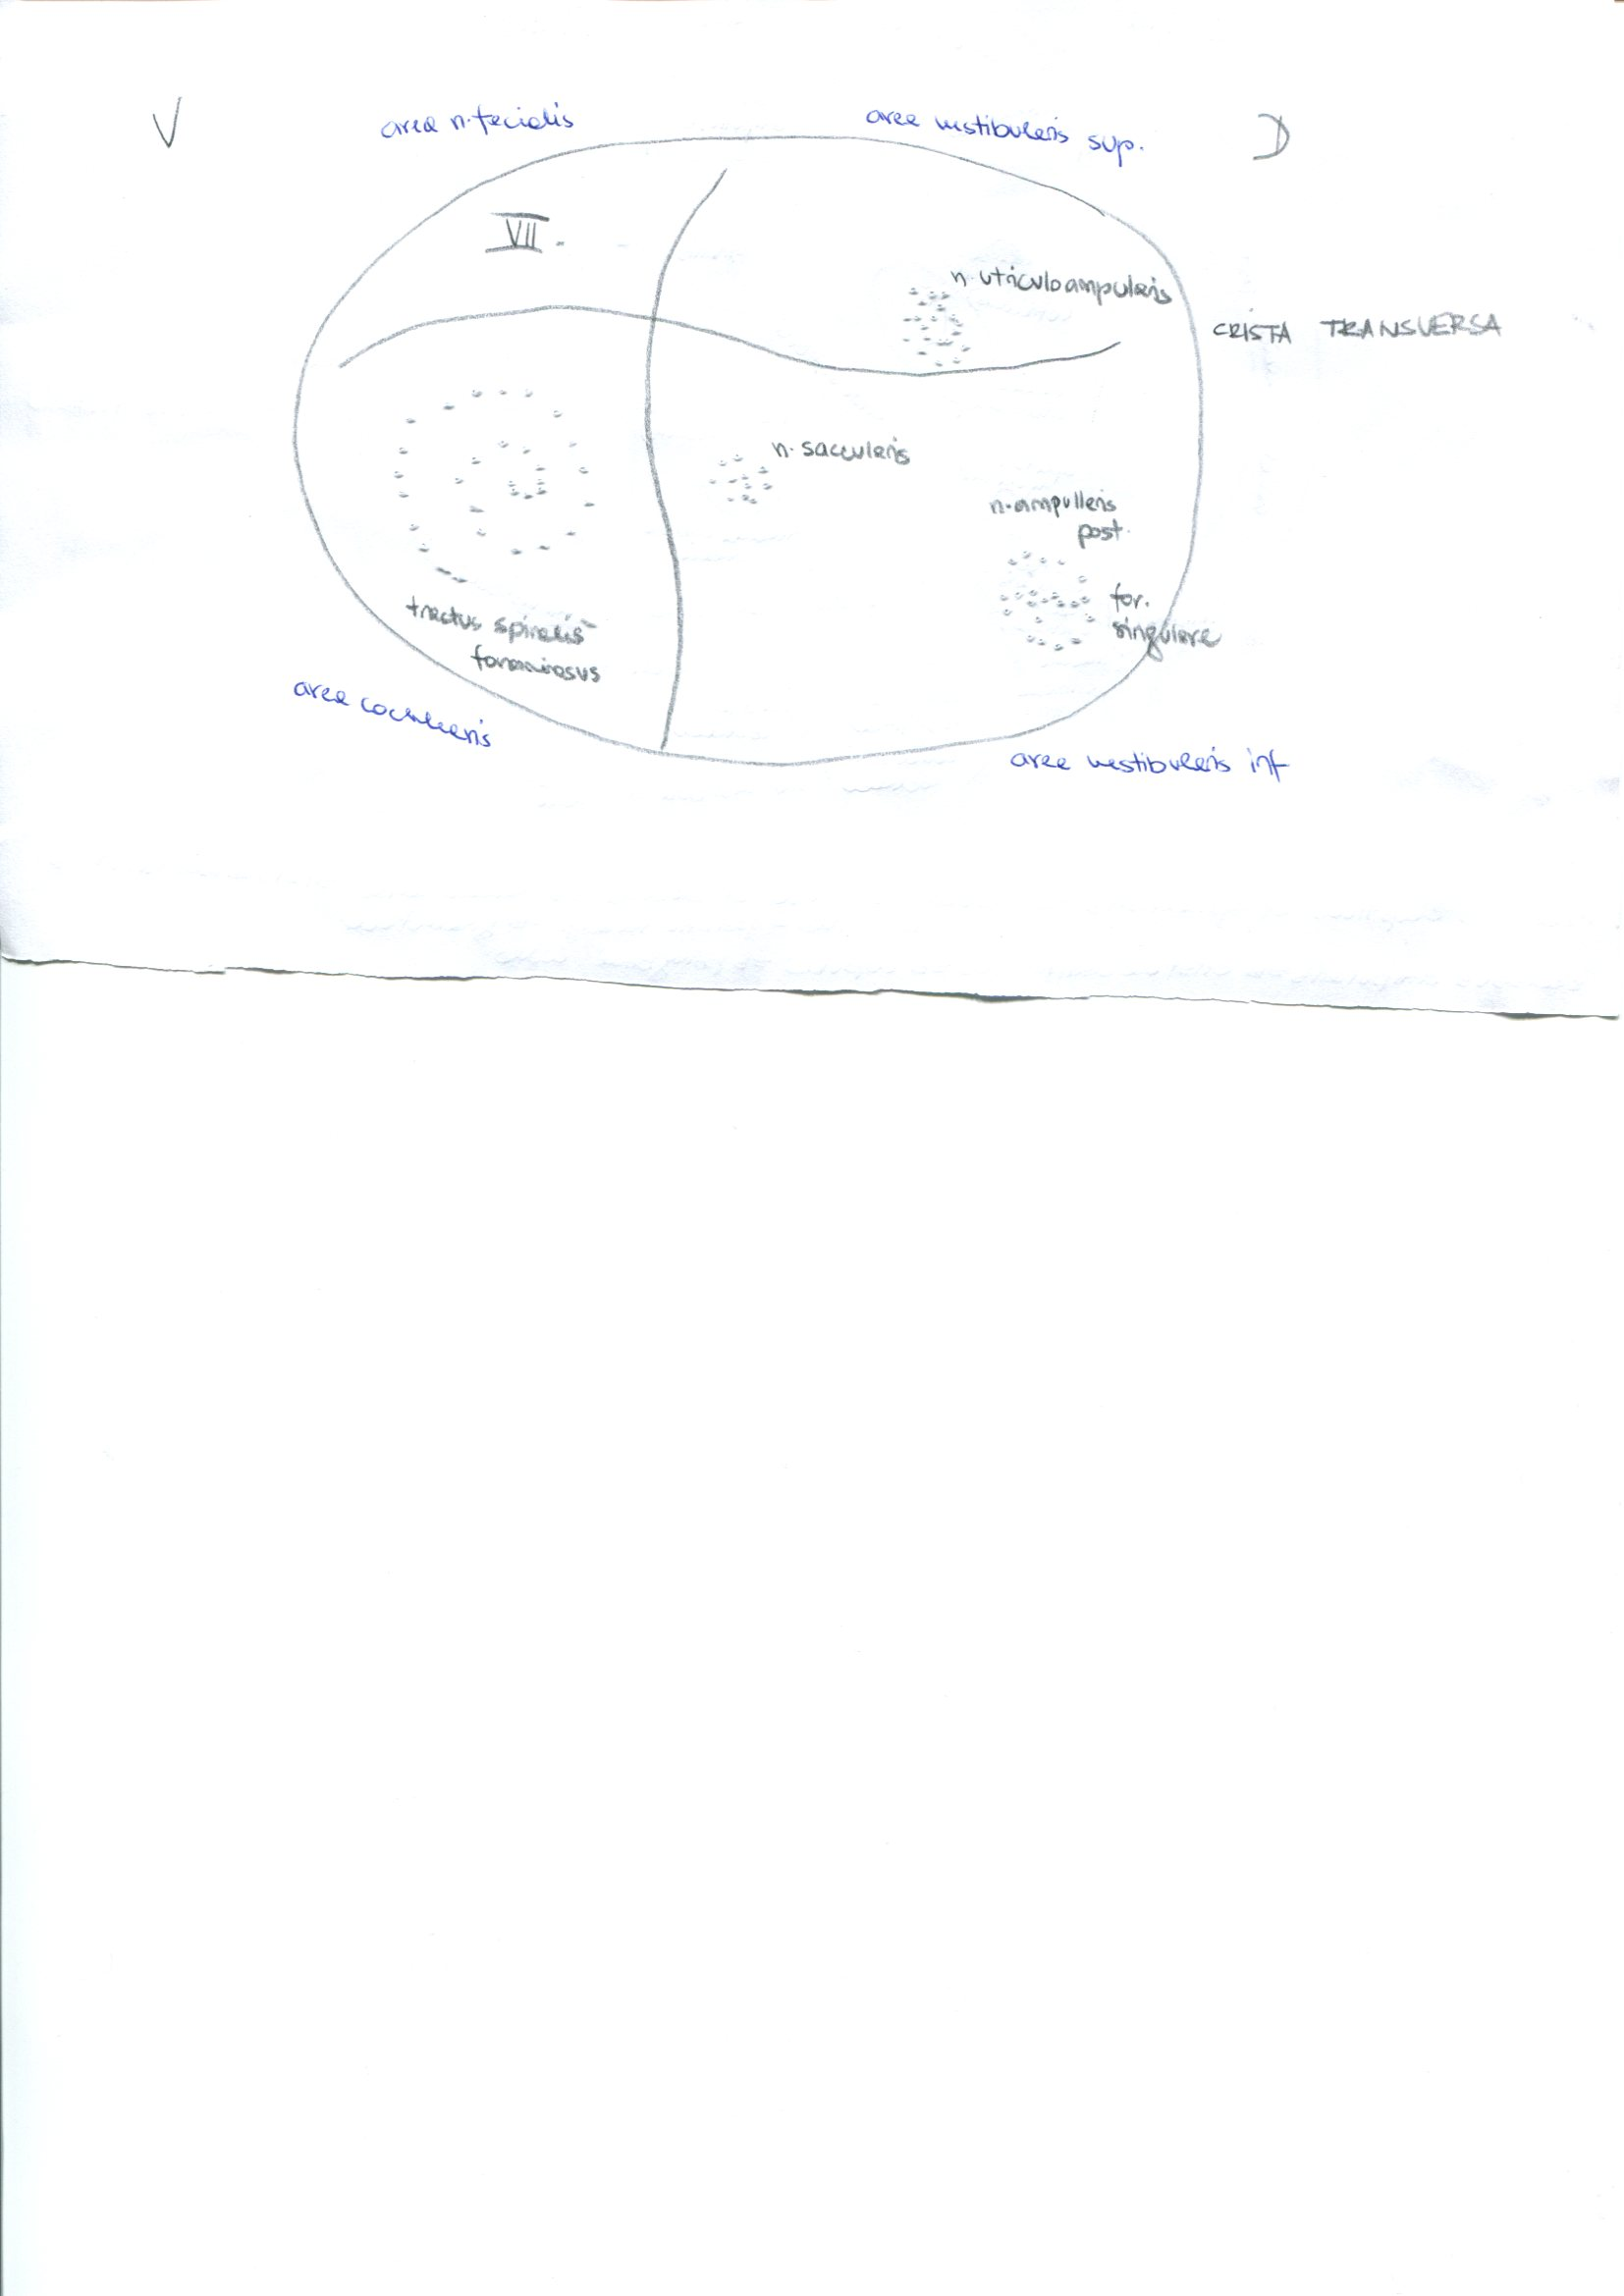 V
area n. facialis
area vestibularis sup.
D
VII.
n. utriculoampularis
CRISTA TRANSVERSA
n. saccularis
n. ampullaris
post.
for.
singulare
tractus spiralis
foraminosus
area cochlearis
area vestibularis inf